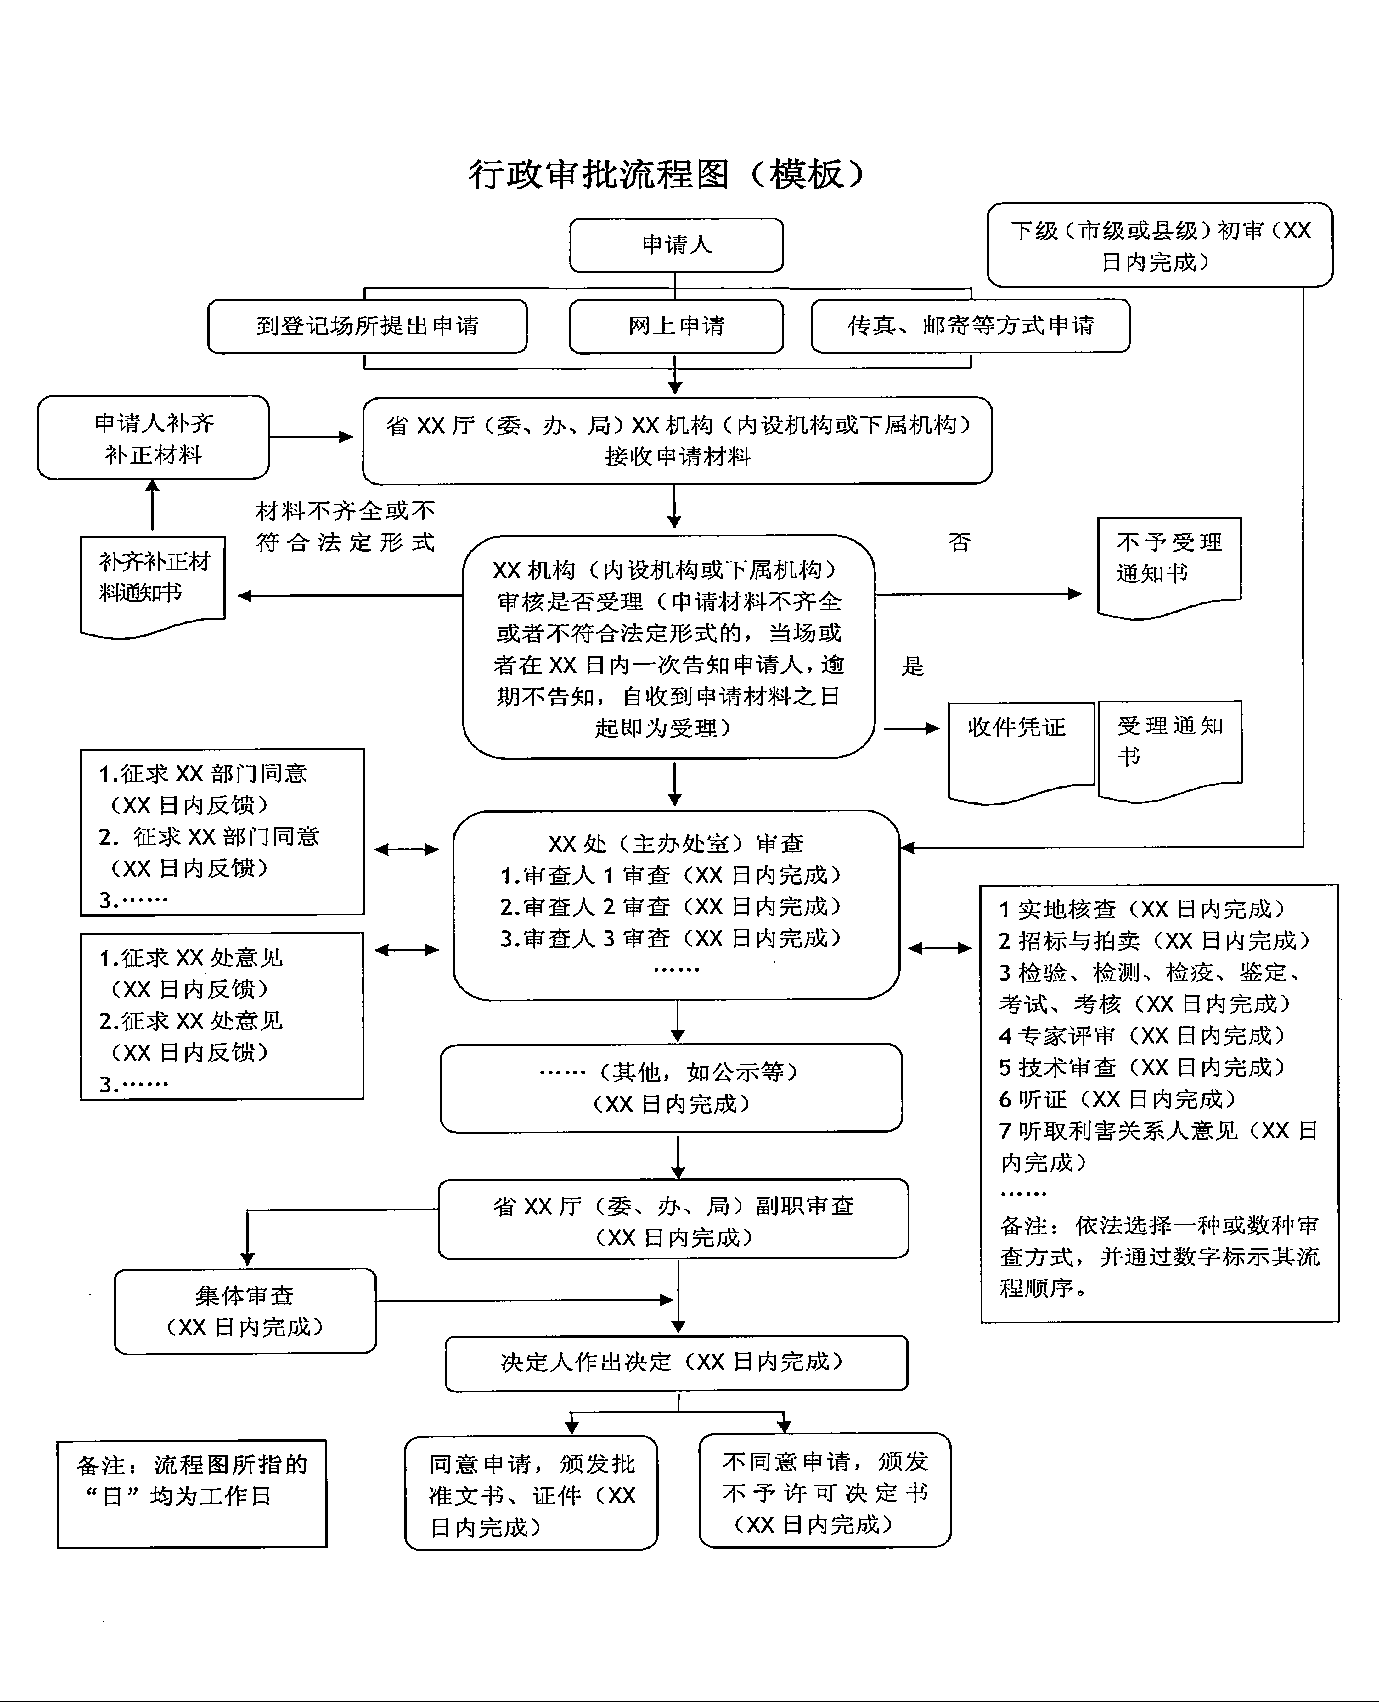 行政审批流程图（模板）
申请人
下级（市级或县级）初审（XX
日内完成）
到登记场所提出申请
网上申请
传真、邮寄等方式申请
申请人补齐
补正材料
省 XX 厅（委、办、局）XX 机构（内设机构或下属机构）
接收申请材料
材料不齐全或不
符合法定形式
补齐补正材
料通知书
XX 机构（内设机构或下属机构）
审核是否受理（申请材料不齐全
或者不符合法定形式的，当场或
者在 XX 日内一次告知申请人，逾
期不告知，自收到申请材料之日
起即为受理）
否
不予受理
通知书
是
收件凭证
受理通知
书
1.征求 XX 部门同意
（XX 日内反馈）
2. 征求 XX 部门同意
（XX 日内反馈）
3.……
XX 处（主办处室）审查
1.审查人 1 审查（XX 日内完成）
2.审查人 2 审查（XX 日内完成）
3.审查人 3 审查（XX 日内完成）
……
1.征求 XX 处意见
（XX 日内反馈）
2.征求 XX 处意见
（XX 日内反馈）
3.……
1 实地核查（XX 日内完成）
2 招标与拍卖（XX 日内完成）
3 检验、检测、检疫、鉴定、
考试、考核（XX 日内完成）
4 专家评审（XX 日内完成）
5 技术审查（XX 日内完成）
6 听证（XX 日内完成）
7 听取利害关系人意见（XX 日
内完成）
……
备注：依法选择一种或数种审
查方式，并通过数字标示其流
程顺序。
……（其他，如公示等）
（XX 日内完成）
省 XX 厅（委、办、局）副职审查
（XX 日内完成）
集体审查
（XX 日内完成）
决定人作出决定（XX 日内完成）
备注：流程图所指的
“日”均为工作日
同意申请，颁发批
准文书、证件（XX
日内完成）
不同意申请，颁发
不予许可决定书
（XX 日内完成）